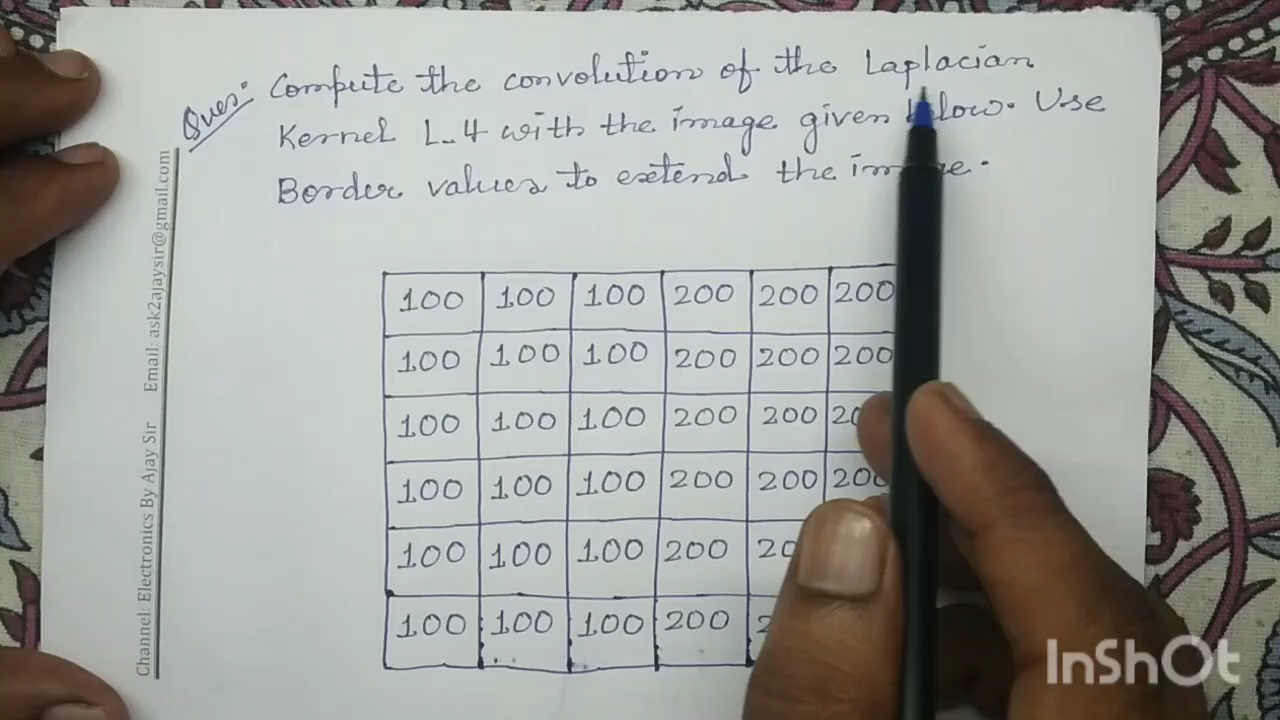 Ques: Compute the convolution of the Laplacian
Kernel L_4 with the image given below. Use
Border values to extend the image.
100 100 100 200 200 200
100 100 100 200 200 200
100 100 100 200 200
100 100 100 200 200 200
100 100 100 200
100 100 100 200
Channel: Electronics By Ajay Sir Email: ask2ajaysir@gmail.com
InShOt